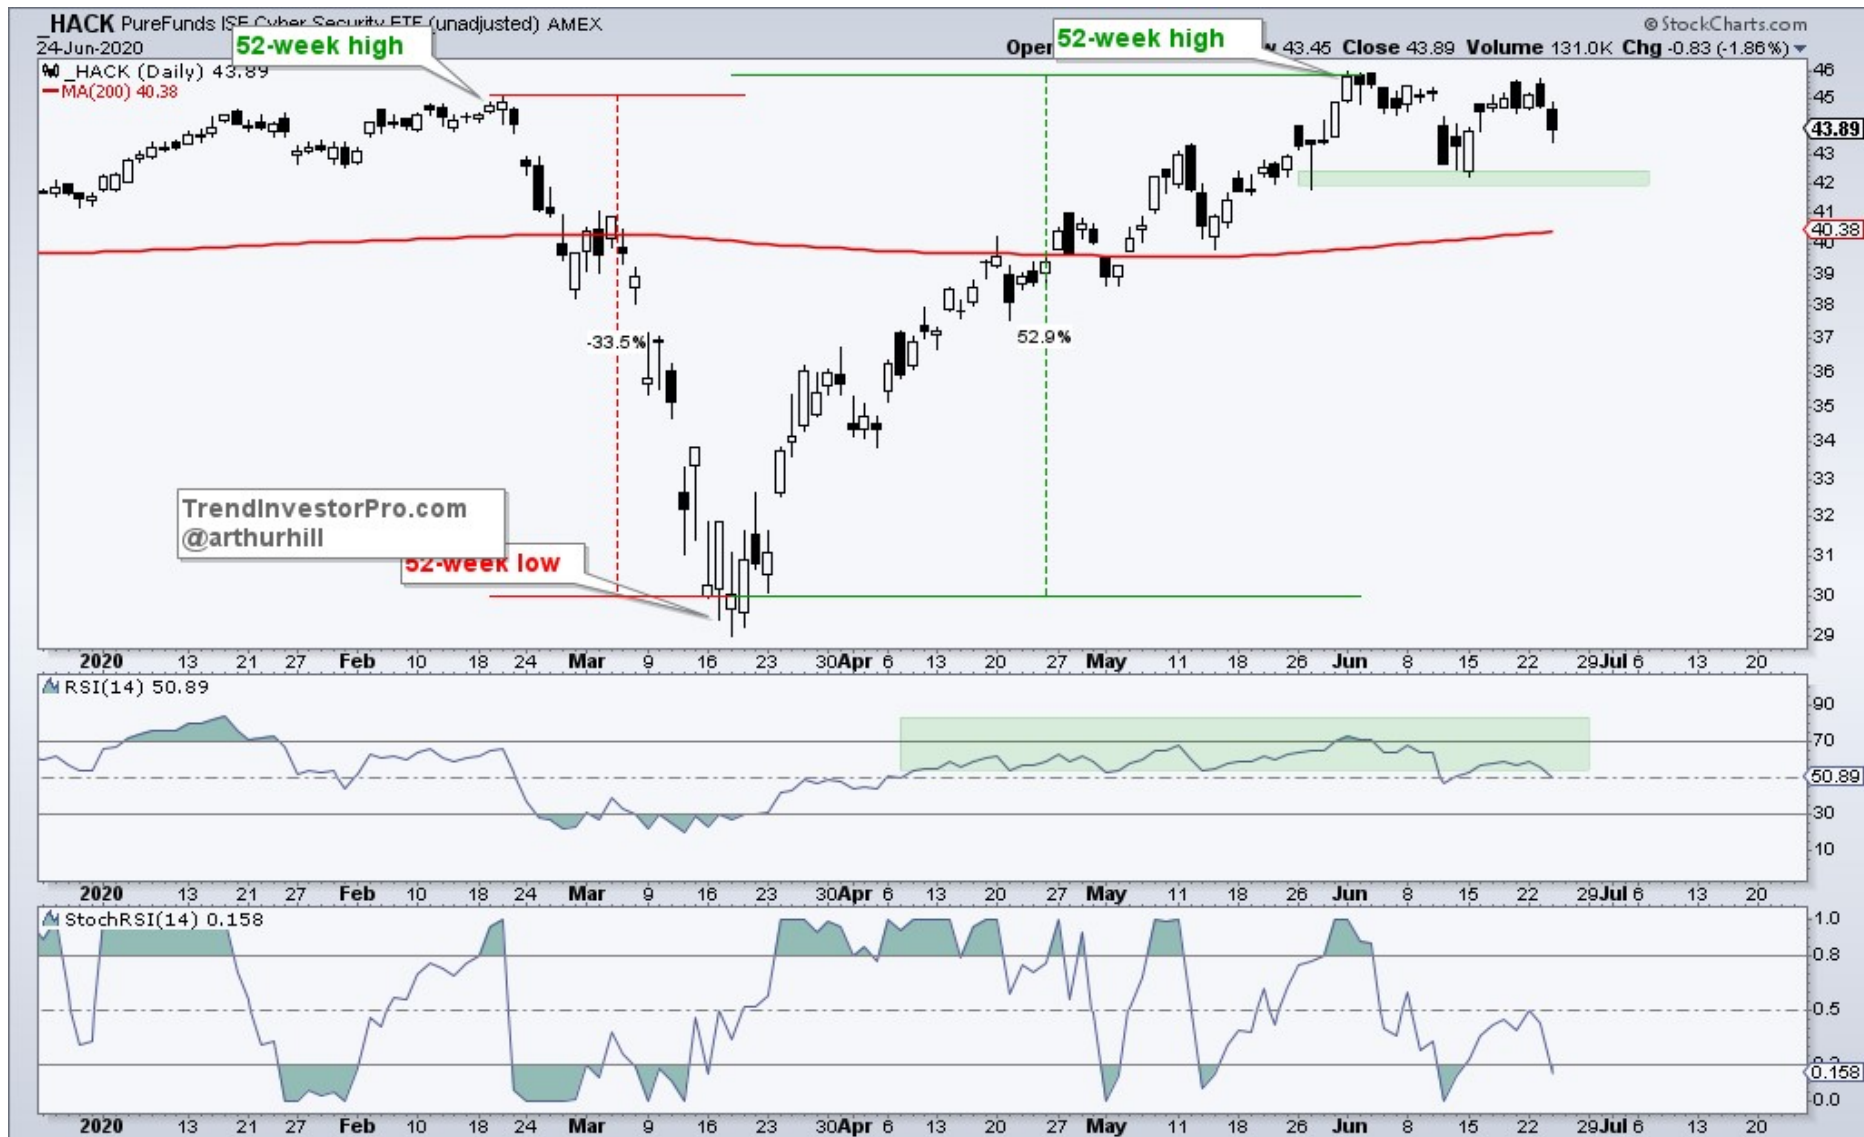 _HACK PureFunds ISE Cyber Security ETF (unadjusted) AMEX
© StockCharts.com
24-Jun-2020
43.45 Close 43.89 Volume 131.0K Chg -0.83 (-1.86%)
52-week high
52-week high
_HACK (Daily) 43.89
MA(200) 40.38
46
45
43.89
43
42
41
40.38
40
39
38
37
36
35
34
33
32
31
30
29
-33.5%
52.9%
TrendInvestorPro.com
@arthurhill
52-week low
2020 13 21 27 Feb 10 18 24 Mar 9 16 23 30 Apr 6 13 20 27 May 11 18 26 Jun 8 15 22 29 Jul 6 13 20
RSI(14) 50.89
90
70
50.89
30
10
2020 13 21 27 Feb 10 18 24 Mar 9 16 23 30 Apr 6 13 20 27 May 11 18 26 Jun 8 15 22 29 Jul 6 13 20
StochRSI(14) 0.158
1.0
0.8
0.5
0.158
0.0
2020 13 21 27 Feb 10 18 24 Mar 9 16 23 30 Apr 6 13 20 27 May 11 18 26 Jun 8 15 22 29 Jul 6 13 20